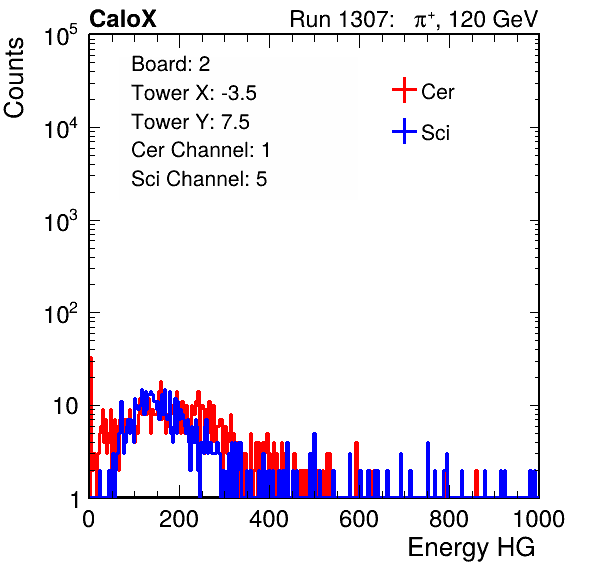 CaloX Run 1307: π⁺, 120 GeV
Counts
10⁵
10⁴
10³
10²
10
1
Board: 2
Tower X: -3.5
Tower Y: 7.5
Cer Channel: 1
Sci Channel: 5
Cer
Sci
0 200 400 600 800 1000
Energy HG